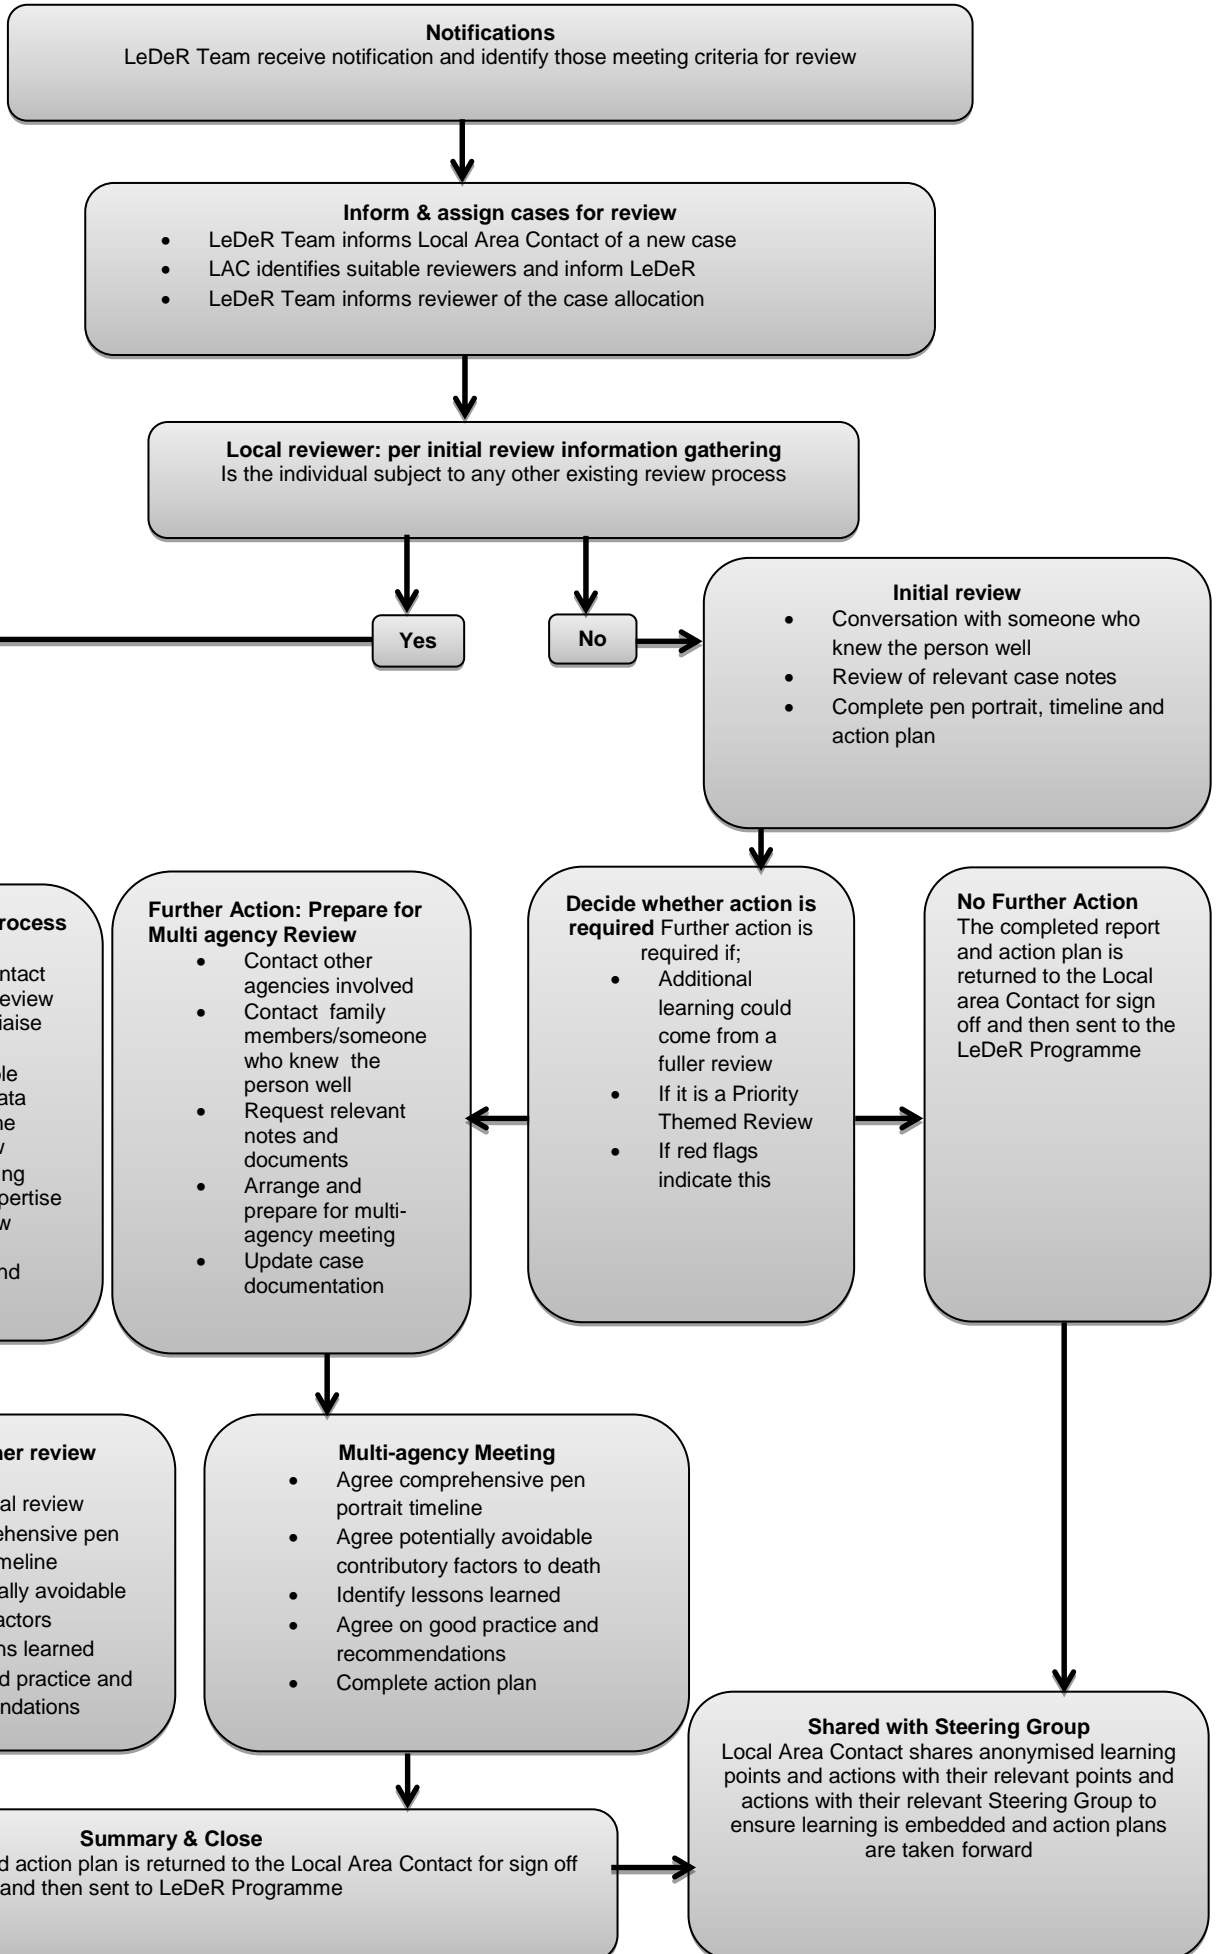 Notifications
LeDeR Team receive notification and identify those meeting criteria for review
Inform & assign cases for review
• LeDeR Team informs Local Area Contact of a new case
• LAC identifies suitable reviewers and inform LeDeR
• LeDeR Team informs reviewer of the case allocation
Local reviewer: per initial review information gathering
Is the individual subject to any other existing review process
Yes
No
Initial review
• Conversation with someone who
knew the person well
• Review of relevant case notes
• Complete pen portrait, timeline and
action plan
eview
iaise
ata
w
pertise
w
Further Action: Prepare for
Multi agency Review
• Contact other
agencies involved
• Contact family
members/someone
who knew the
person well
• Request relevant
notes and
documents
• Arrange and
prepare for multi-
agency meeting
• Update case
documentation
Decide whether action is
required Further action is
required if;
• Additional
learning could
come from a
fuller review
• If it is a Priority
Themed Review
• If red flags
indicate this
No Further Action
The completed report
and action plan is
returned to the Local
area Contact for sign
off and then sent to the
LeDeR Programme
her review
al review
ehensive pen
meline
ally avoidable
actors
ns learned
d practice and
ndations
Multi-agency Meeting
• Agree comprehensive pen
portrait timeline
• Agree potentially avoidable
contributory factors to death
• Identify lessons learned
• Agree on good practice and
recommendations
• Complete action plan
Summary & Close
d action plan is returned to the Local Area Contact for sign off
and then sent to LeDeR Programme
Shared with Steering Group
Local Area Contact shares anonymised learning
points and actions with their relevant points and
actions with their relevant Steering Group to
ensure learning is embedded and action plans
are taken forward